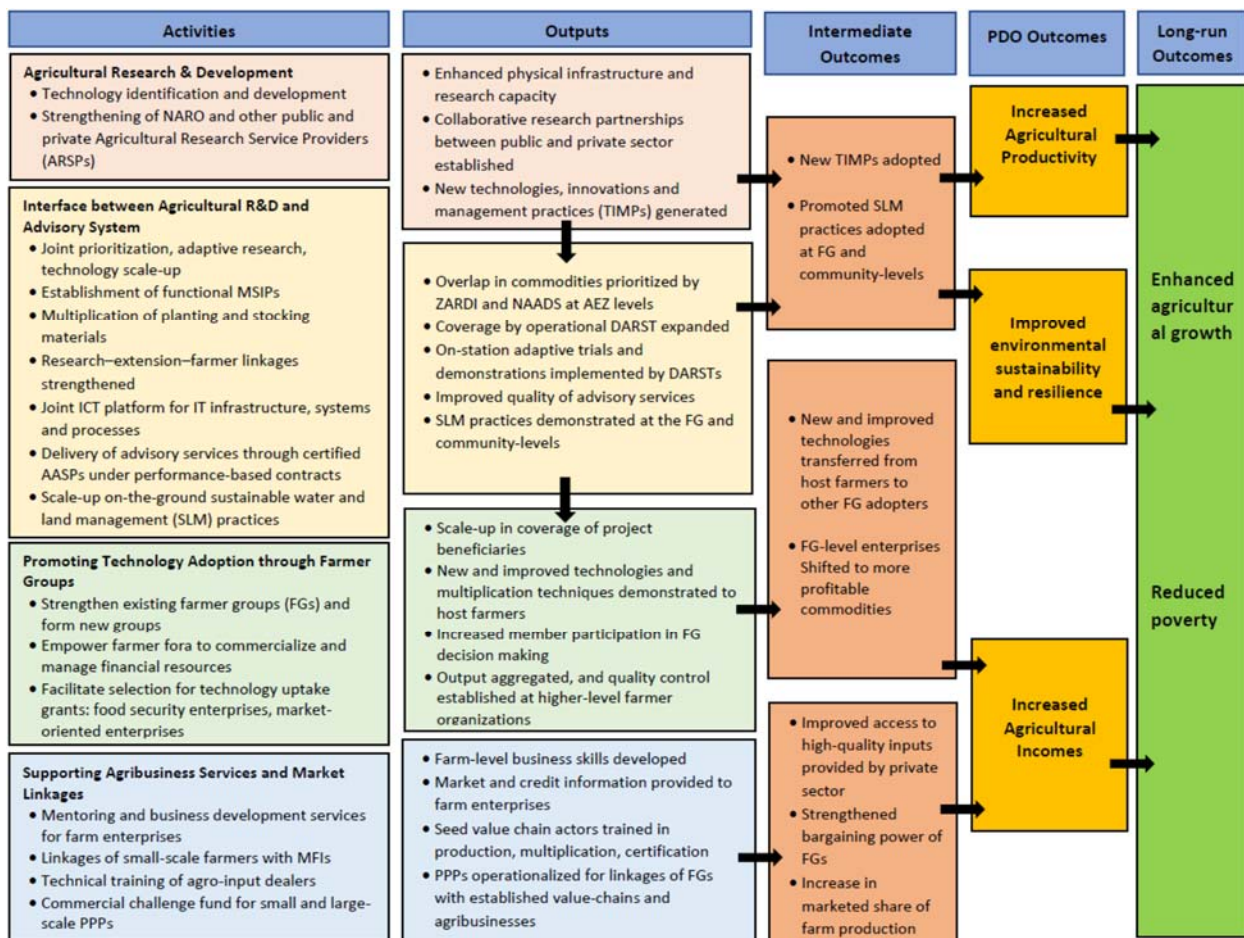 Activities
Agricultural Research & Development
• Technology identification and development
• Strengthening of NARO and other public and
private Agricultural Research Service Providers
(ARSPs)
Interface between Agricultural R&D and
Advisory System
• Joint prioritization, adaptive research,
technology scale-up
• Establishment of functional MSIPs
• Multiplication of planting and stocking
materials
• Research–extension–farmer linkages
strengthened
• Joint ICT platform for IT infrastructure, systems
and processes
• Delivery of advisory services through certified
AASPs under performance-based contracts
• Scale-up on-the-ground sustainable water and
land management (SLM) practices
Promoting Technology Adoption through Farmer
Groups
• Strengthen existing farmer groups (FGs) and
form new groups
• Empower farmer fora to commercialize and
manage financial resources
• Facilitate selection for technology uptake
grants: food security enterprises, market-
oriented enterprises
Supporting Agribusiness Services and Market
Linkages
• Mentoring and business development services
for farm enterprises
• Linkages of small-scale farmers with MFIs
• Technical training of agro-input dealers
• Commercial challenge fund for small and large-
scale PPPs
Outputs
• Enhanced physical infrastructure and
research capacity
• Collaborative research partnerships
between public and private sector
established
• New technologies, innovations and
management practices (TIMPs) generated
• Overlap in commodities prioritized by
ZARDI and NAADS at AEZ levels
• Coverage by operational DARST expanded
• On-station adaptive trials and
demonstrations implemented by DARSTs
• Improved quality of advisory services
• SLM practices demonstrated at the FG and
community-levels
• Scale-up in coverage of project
beneficiaries
• New and improved technologies and
multiplication techniques demonstrated to
host farmers
• Increased member participation in FG
decision making
• Output aggregated, and quality control
established at higher-level farmer
organizations
• Farm-level business skills developed
• Market and credit information provided to
farm enterprises
• Seed value chain actors trained in
production, multiplication, certification
• PPPs operationalized for linkages of FGs
with established value-chains and
agribusinesses
Intermediate
Outcomes
• New TIMPs adopted
• Promoted SLM
practices adopted
at FG and
community-levels
• New and improved
technologies
transferred from
host farmers to
other FG adopters
• FG-level enterprises
Shifted to more
profitable
commodities
• Improved access to
high-quality inputs
provided by private
sector
• Strengthened
bargaining power of
FGs
• Increase in
marketed share of
farm production
PDO Outcomes
Increased
Agricultural
Productivity
Improved
environmental
sustainability
and resilience
Increased
Agricultural
Incomes
Long-run
Outcomes
Enhanced
agricultur
al growth
Reduced
poverty